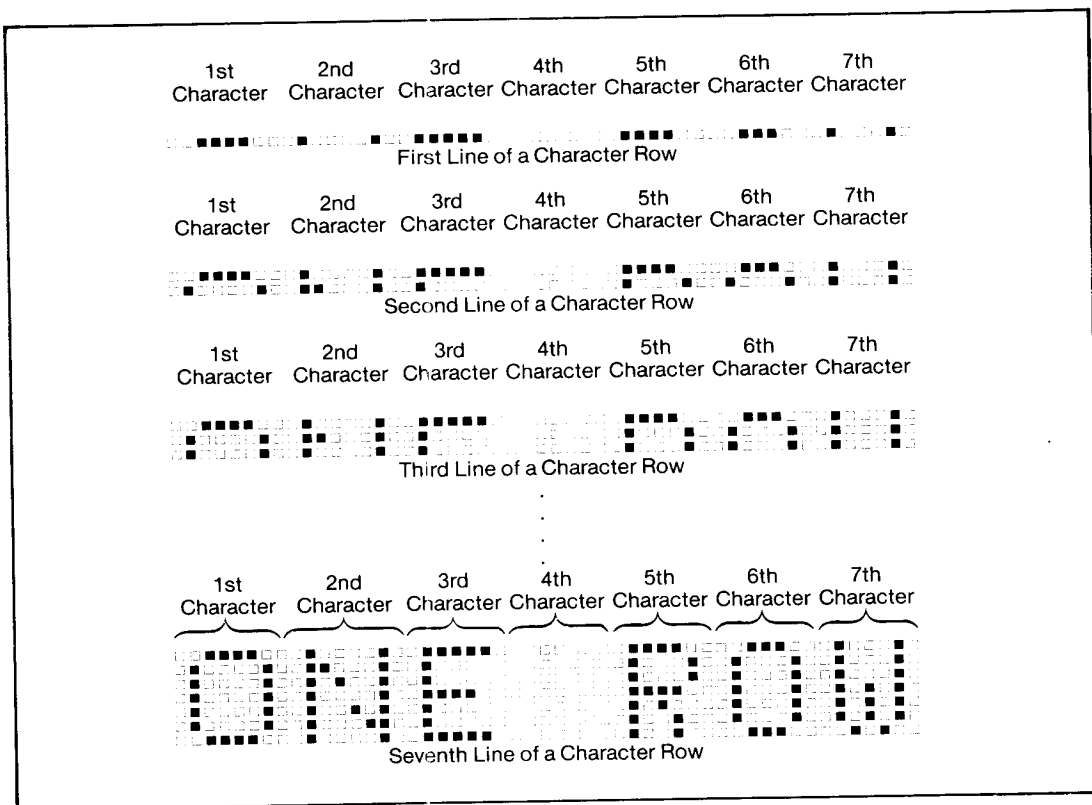 1st 2nd 3rd 4th 5th 6th 7th
Character Character Character Character Character Character Character
First Line of a Character Row
1st 2nd 3rd 4th 5th 6th 7th
Character Character Character Character Character Character Character
Second Line of a Character Row
1st 2nd 3rd 4th 5th 6th 7th
Character Character Character Character Character Character Character
Third Line of a Character Row
1st 2nd 3rd 4th 5th 6th 7th
Character Character Character Character Character Character Character
ONE ROW
Seventh Line of a Character Row